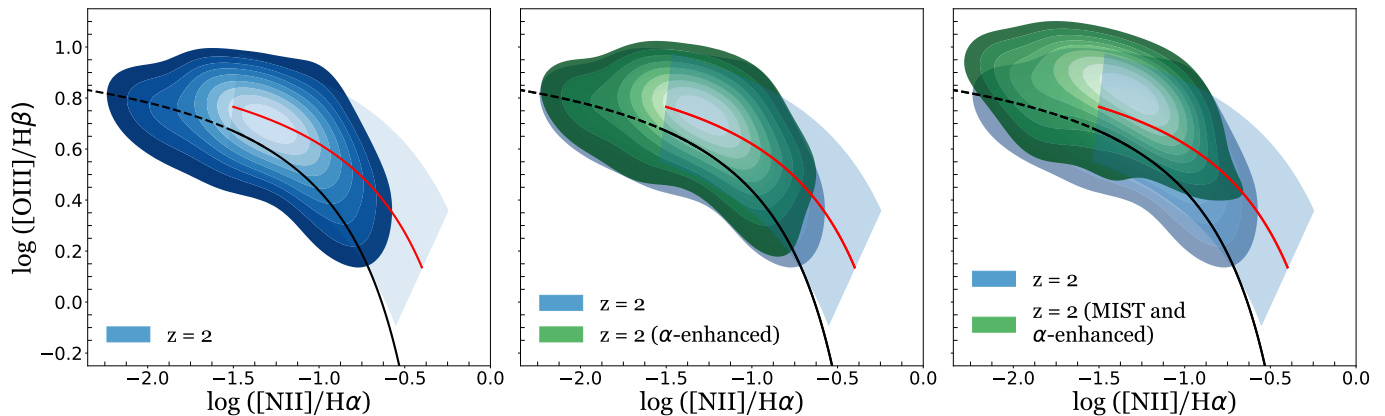 log ([OIII]/Hβ)
1.0
0.8
0.6
0.4
0.2
0.0
−0.2
z = 2
−2.0 −1.5 −1.0 −0.5 0.0
log ([NII]/Hα)
z = 2
z = 2 (α-enhanced)
−2.0 −1.5 −1.0 −0.5 0.0
log ([NII]/Hα)
z = 2
z = 2 (MIST and
α-enhanced)
−2.0 −1.5 −1.0 −0.5 0.0
log ([NII]/Hα)